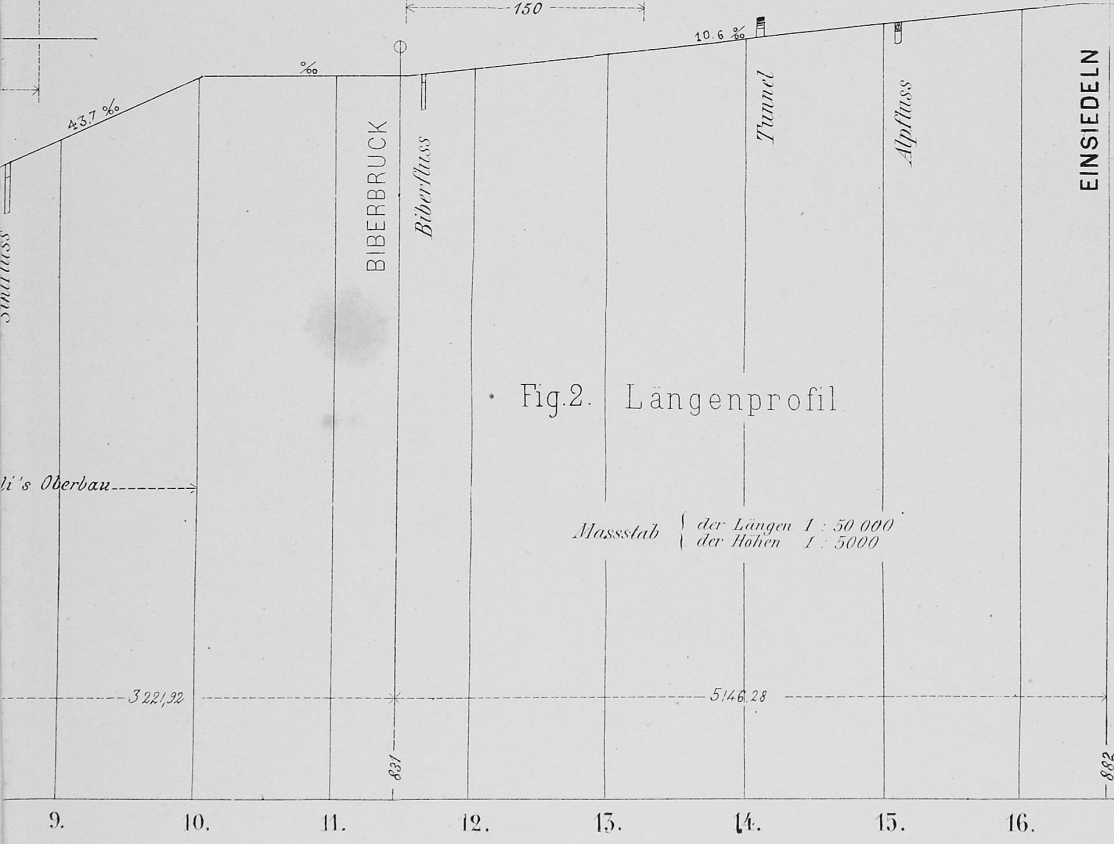 150
10.6 ‰
‰
43.7 ‰
Tunnel
Alpfluss
EINSIEDELN
BIBERBRUCK
Biberfluss
Fig.2. Längenprofil
li's Oberbau
Massstab { der Längen 1 : 50 000
der Höhen 1 : 5000
3221,92
5146.28
831
882
9. 10. 11. 12. 13. 14. 15. 16.